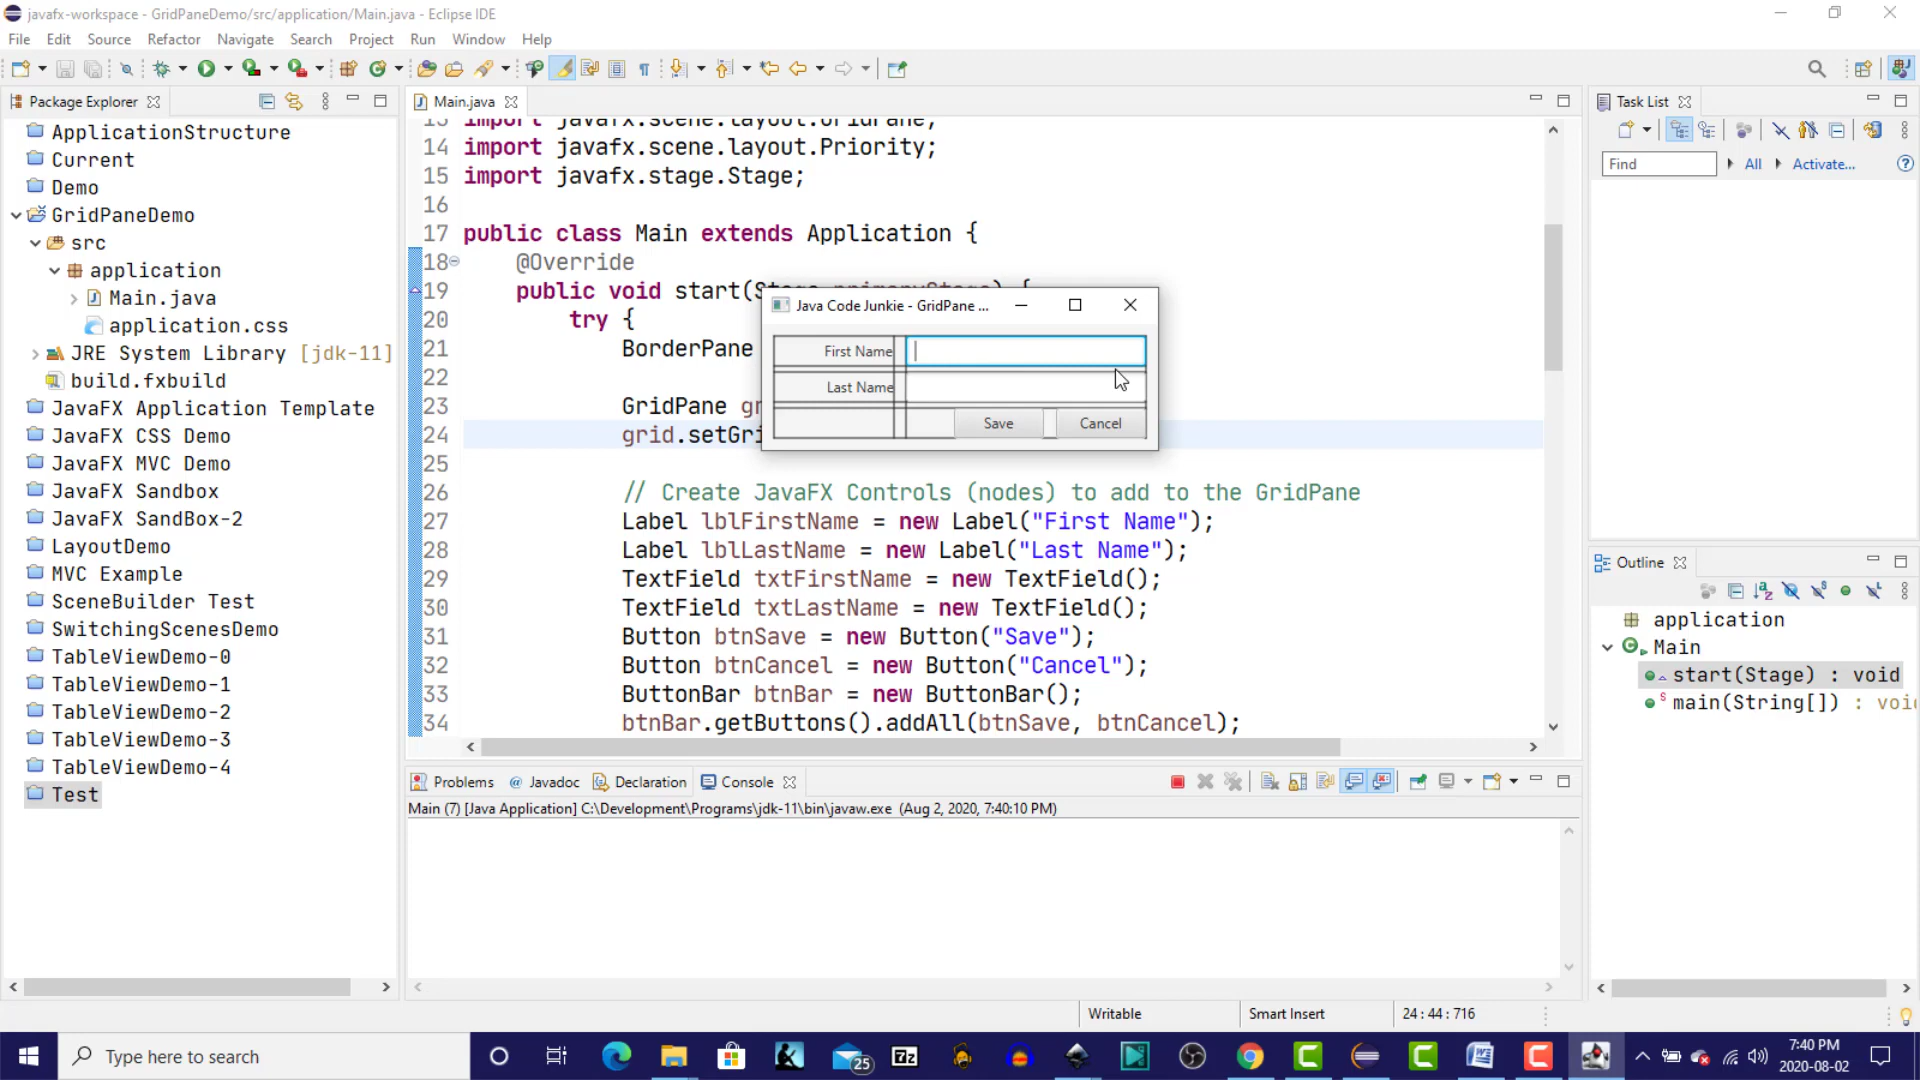 javafx-workspace - GridPaneDemo/src/application/Main.java - Eclipse IDE
File Edit Source Refactor Navigate Search Project Run Window Help
Package Explorer
ApplicationStructure
Current
Demo
GridPaneDemo
src
application
Main.java
application.css
JRE System Library [jdk-11]
build.fxbuild
JavaFX Application Template
JavaFX CSS Demo
JavaFX MVC Demo
JavaFX Sandbox
JavaFX SandBox-2
LayoutDemo
MVC Example
SceneBuilder Test
SwitchingScenesDemo
TableViewDemo-0
TableViewDemo-1
TableViewDemo-2
TableViewDemo-3
TableViewDemo-4
Test
Main.java
13 import javafx.scene.layout.GridPane;
14 import javafx.scene.layout.Priority;
15 import javafx.stage.Stage;
16
17 public class Main extends Application {
18 @Override
19 public void start(Stage primaryStage) {
20 try {
21 BorderPane
22
23 GridPane gr
24 grid.setGri
25
26 // Create JavaFX Controls (nodes) to add to the GridPane
27 Label lblFirstName = new Label("First Name");
28 Label lblLastName = new Label("Last Name");
29 TextField txtFirstName = new TextField();
30 TextField txtLastName = new TextField();
31 Button btnSave = new Button("Save");
32 Button btnCancel = new Button("Cancel");
33 ButtonBar btnBar = new ButtonBar();
34 btnBar.getButtons().addAll(btnSave, btnCancel);
Java Code Junkie - GridPane ...
First Name
Last Name
Save Cancel
Problems Javadoc Declaration Console
Main (7) [Java Application] C:\Development\Programs\jdk-11\bin\javaw.exe (Aug 2, 2020, 7:40:10 PM)
Task List
Find All Activate...
Outline
application
Main
start(Stage) : void
main(String[]) : voi
Writable Smart Insert 24 : 44 : 716
Type here to search
25
7z
7:40 PM
2020-08-02